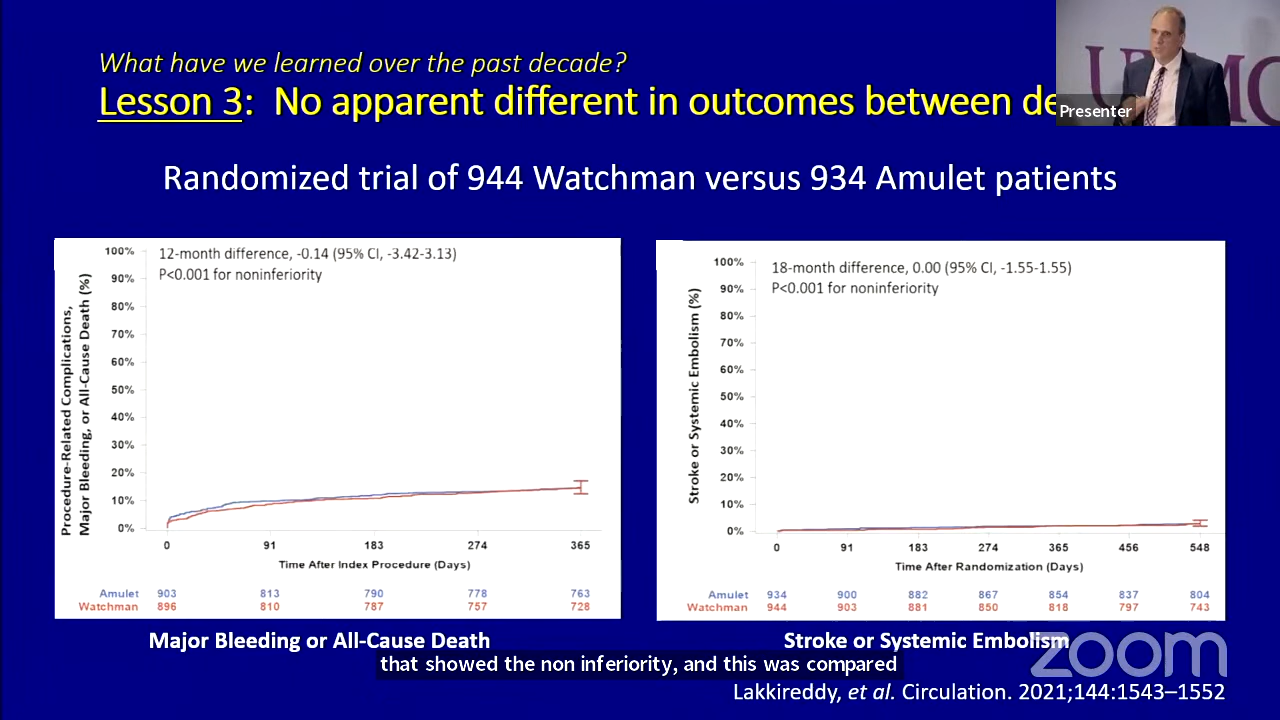 What have we learned over the past decade?
Lesson 3: No apparent different in outcomes between de
Presenter
Randomized trial of 944 Watchman versus 934 Amulet patients
Procedure-Related Complications,
Major Bleeding, or All-Cause Death (%)
12-month difference, -0.14 (95% CI, -3.42-3.13)
P<0.001 for noninferiority
100%
90%
80%
70%
60%
50%
40%
30%
20%
10%
0%
0 91 183 274 365
Time After Index Procedure (Days)
Amulet 903 813 790 778 763
Watchman 896 810 787 757 728
Major Bleeding or All-Cause Death
Stroke or Systemic Embolism (%)
18-month difference, 0.00 (95% CI, -1.55-1.55)
P<0.001 for noninferiority
100%
90%
80%
70%
60%
50%
40%
30%
20%
10%
0%
0 91 183 274 365 456 548
Time After Randomization (Days)
Amulet 934 900 882 867 854 837 804
Watchman 944 903 881 850 818 797 743
Stroke or Systemic Embolism
that showed the non inferiority, and this was compared
zoom
Lakkireddy, et al. Circulation. 2021;144:1543–1552